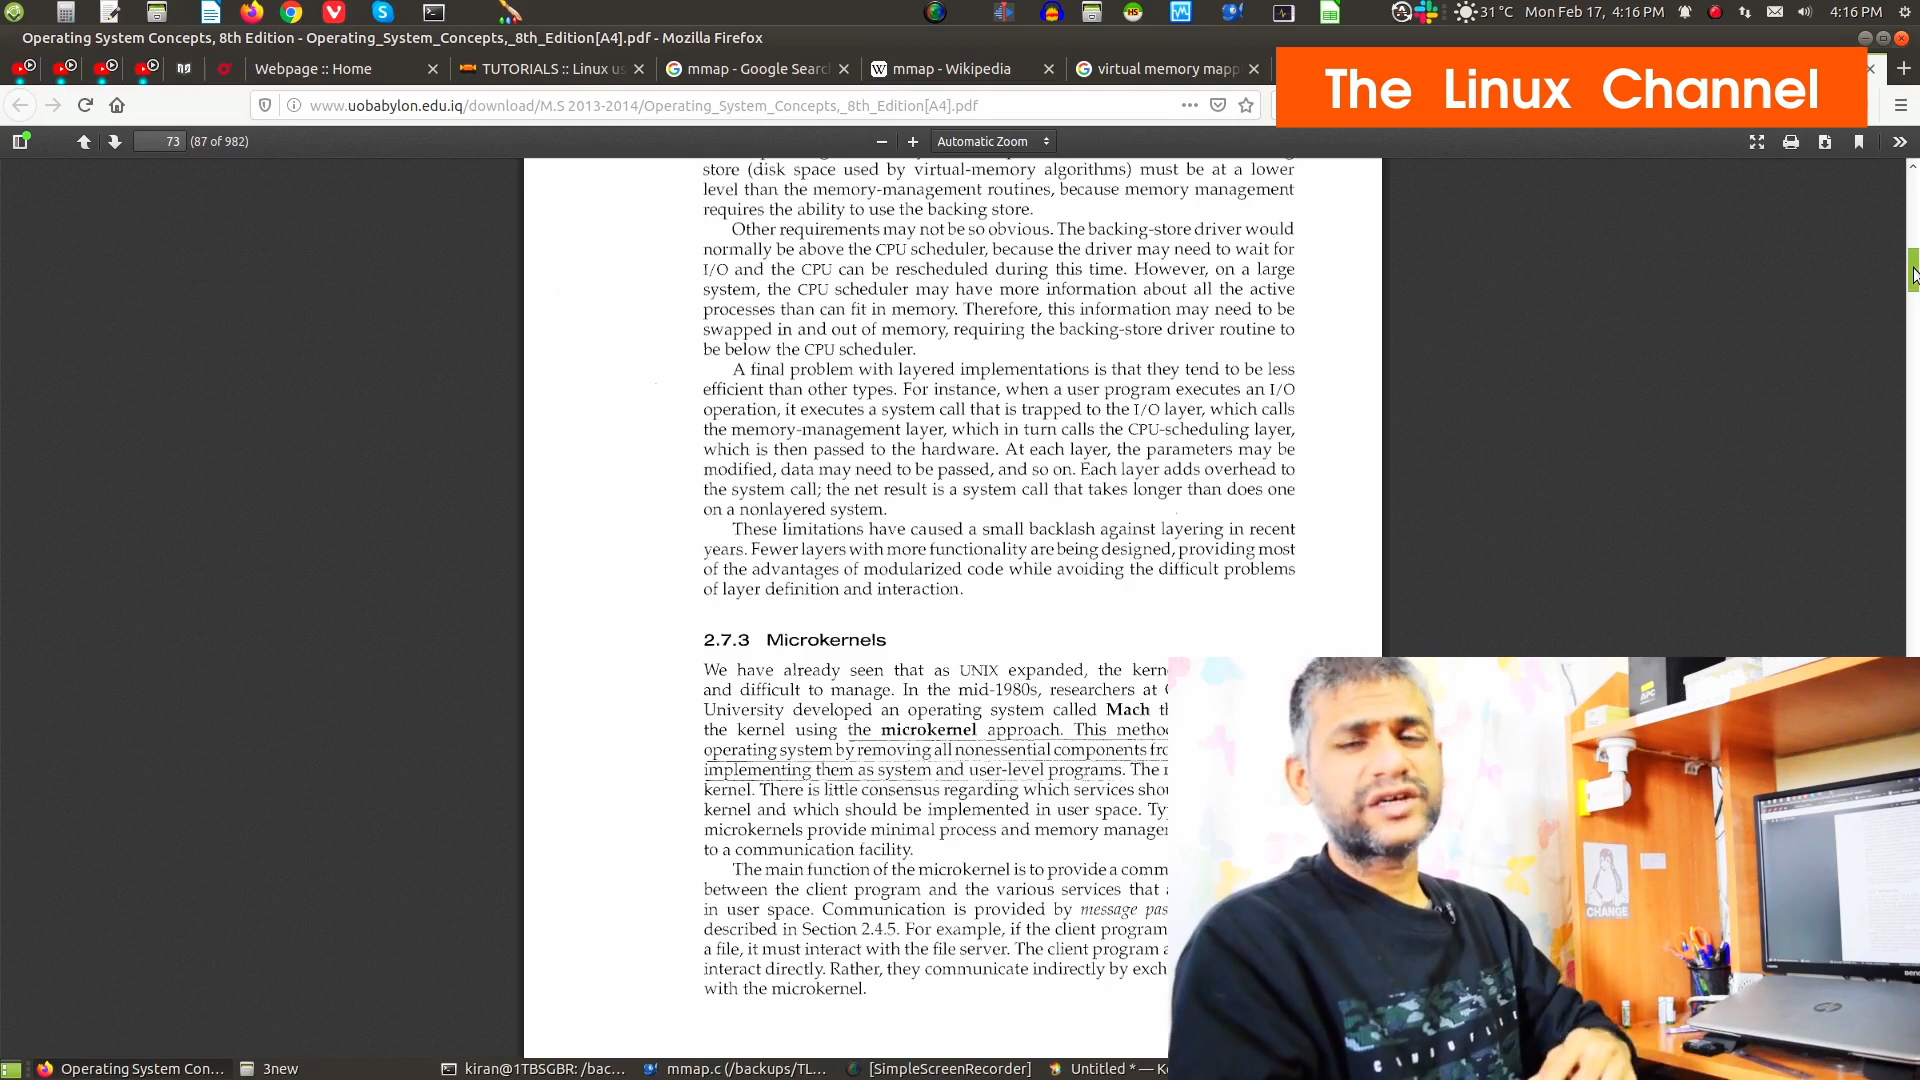 31 °C Mon Feb 17, 4:16 PM 4:16 PM
Operating System Concepts, 8th Edition - Operating_System_Concepts,_8th_Edition[A4].pdf - Mozilla Firefox
Webpage :: Home TUTORIALS :: Linux us mmap - Google Searc mmap - Wikipedia virtual memory mapp
The Linux Channel
www.uobabylon.edu.iq/download/M.S 2013-2014/Operating_System_Concepts,_8th_Edition[A4].pdf
73 (87 of 982) Automatic Zoom
store (disk space used by virtual-memory algorithms) must be at a lower
level than the memory-management routines, because memory management
requires the ability to use the backing store.
Other requirements may not be so obvious. The backing-store driver would
normally be above the CPU scheduler, because the driver may need to wait for
I/O and the CPU can be rescheduled during this time. However, on a large
system, the CPU scheduler may have more information about all the active
processes than can fit in memory. Therefore, this information may need to be
swapped in and out of memory, requiring the backing-store driver routine to
be below the CPU scheduler.
A final problem with layered implementations is that they tend to be less
efficient than other types. For instance, when a user program executes an I/O
operation, it executes a system call that is trapped to the I/O layer, which calls
the memory-management layer, which in turn calls the CPU-scheduling layer,
which is then passed to the hardware. At each layer, the parameters may be
modified, data may need to be passed, and so on. Each layer adds overhead to
the system call; the net result is a system call that takes longer than does one
on a nonlayered system.
These limitations have caused a small backlash against layering in recent
years. Fewer layers with more functionality are being designed, providing most
of the advantages of modularized code while avoiding the difficult problems
of layer definition and interaction.
2.7.3 Microkernels
We have already seen that as UNIX expanded, the kern
and difficult to manage. In the mid-1980s, researchers at
University developed an operating system called Mach th
the kernel using the microkernel approach. This metho
operating system by removing all nonessential components fro
implementing them as system and user-level programs. The
kernel. There is little consensus regarding which services shou
kernel and which should be implemented in user space. Ty
microkernels provide minimal process and memory manage
to a communication facility.
The main function of the microkernel is to provide a comm
between the client program and the various services that a
in user space. Communication is provided by message pas
described in Section 2.4.5. For example, if the client program
a file, it must interact with the file server. The client program a
interact directly. Rather, they communicate indirectly by exch
with the microkernel.
APC
CHANGE
Operating System Con... 3new kiran@1TBSGBR: /bac... mmap.c (/backups/TL... [SimpleScreenRecorder] Untitled * — K